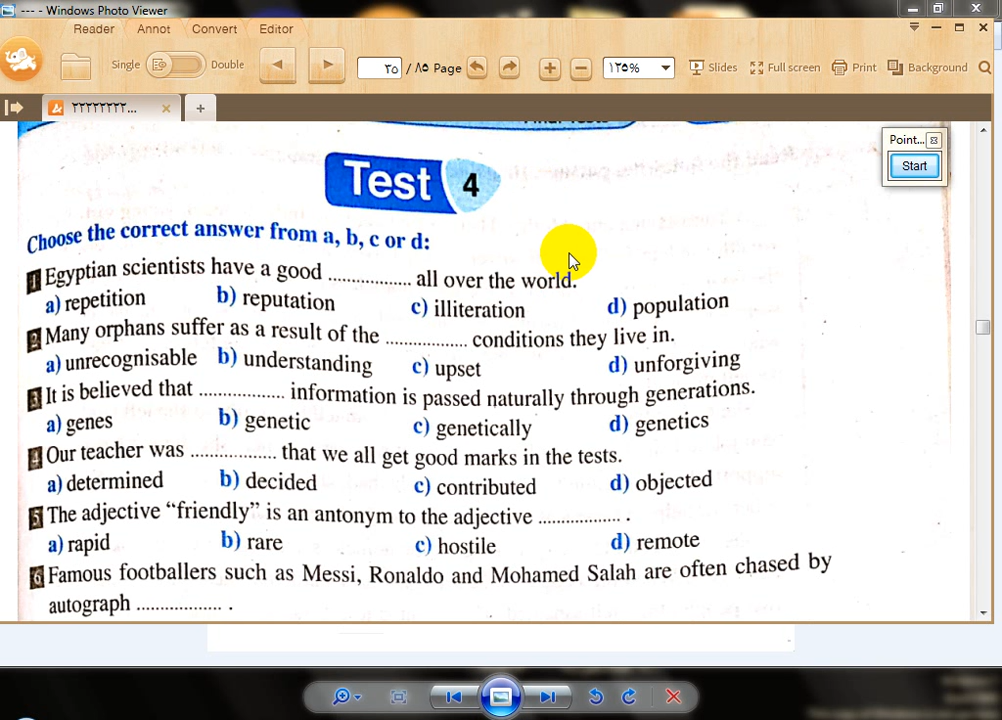 ---- - Windows Photo Viewer
Reader Annot Convert Editor
Single Double ٣٥ / ٨٥ Page ١٢٥% Slides Full screen Print Background
٢٢٢٢٢٢٢٢...
Point...
Start
Test 4
Choose the correct answer from a, b, c or d:
1 Egyptian scientists have a good ................ all over the world.
a) repetition b) reputation c) illiteration d) population
2 Many orphans suffer as a result of the ................ conditions they live in.
a) unrecognisable b) understanding c) upset d) unforgiving
3 It is believed that ................. information is passed naturally through generations.
a) genes b) genetic c) genetically d) genetics
4 Our teacher was ................. that we all get good marks in the tests.
a) determined b) decided c) contributed d) objected
5 The adjective “friendly” is an antonym to the adjective ................ .
a) rapid b) rare c) hostile d) remote
6 Famous footballers such as Messi, Ronaldo and Mohamed Salah are often chased by
autograph ................. .